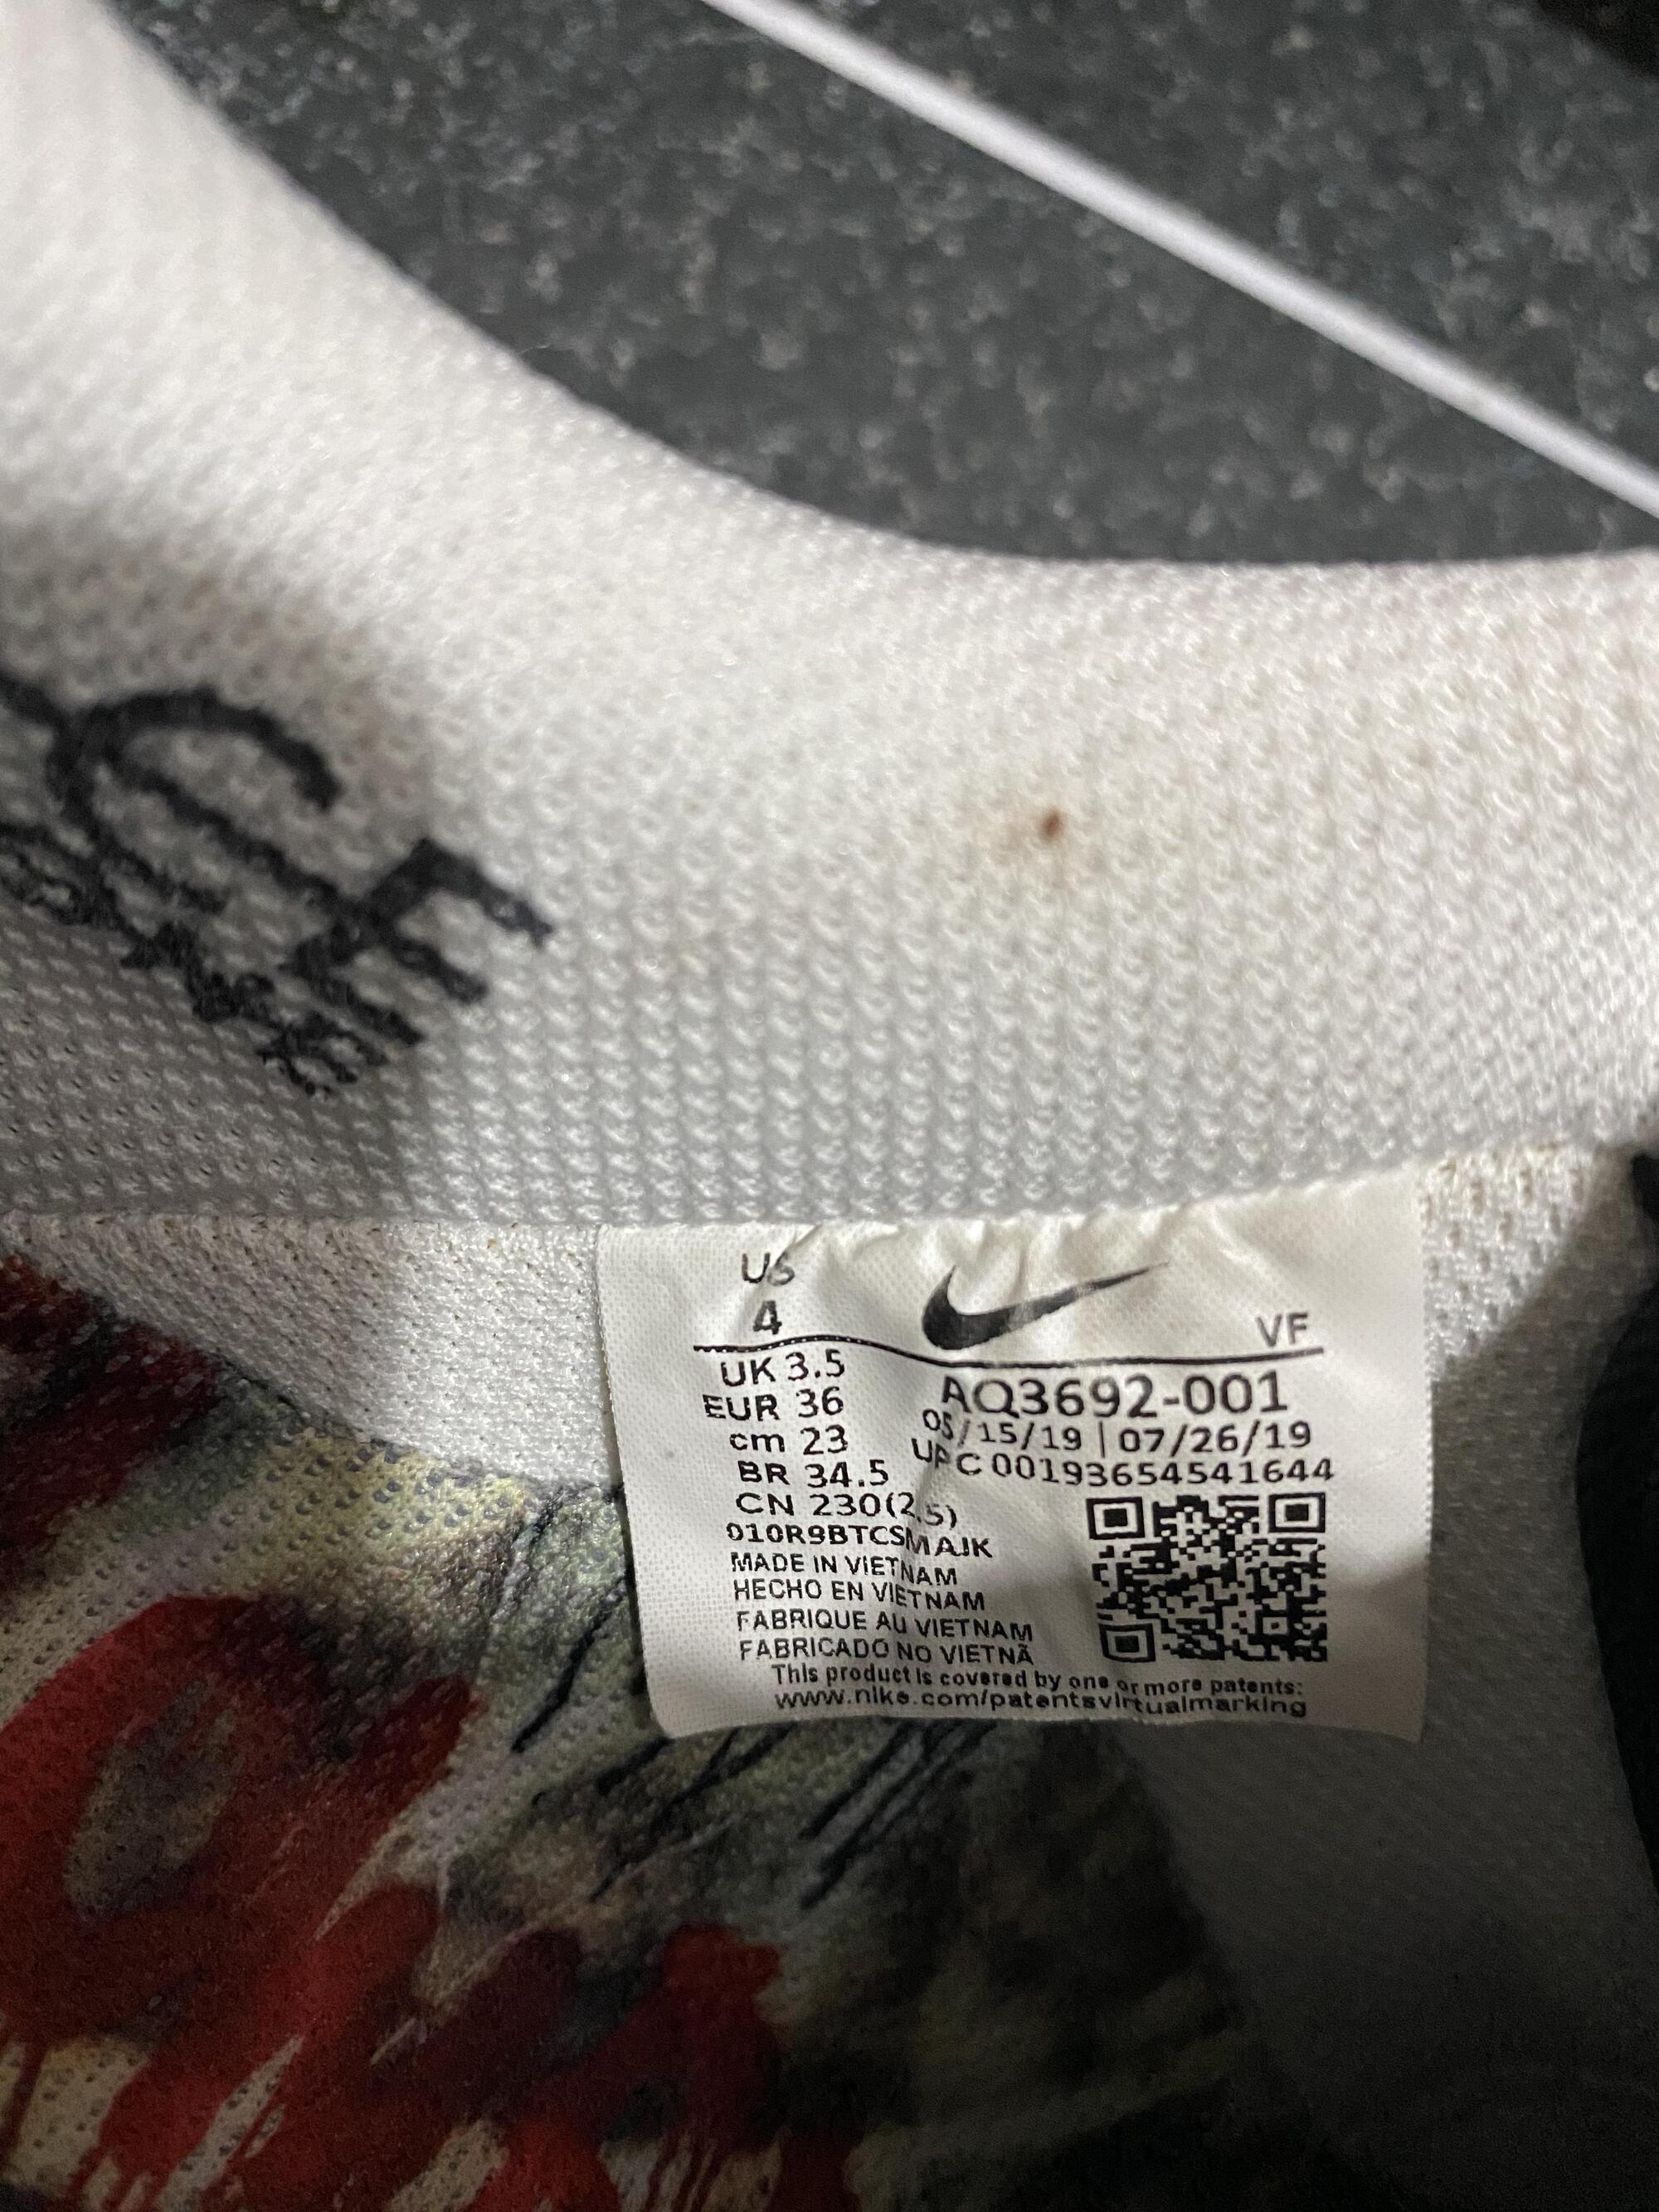 US
4
VF
UK 3.5
EUR 36
cm 23
BR 34.5
CN 230(2.5)
010R9BTCSMAJK
AQ3692-001
05/15/19 | 07/26/19
UPC 00193654541644
MADE IN VIETNAM
HECHO EN VIETNAM
FABRIQUE AU VIETNAM
FABRICADO NO VIETNÃ
This product is covered by one or more patents:
www.nike.com/patentsvirtualmarking